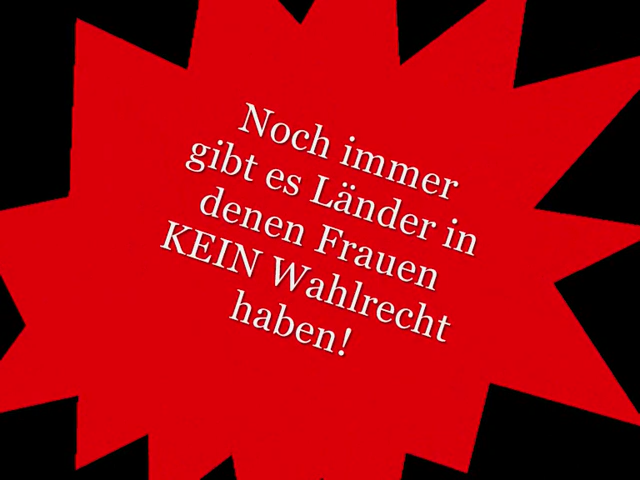 Noch immer
gibt es Länder in
denen Frauen
KEIN Wahlrecht
haben!